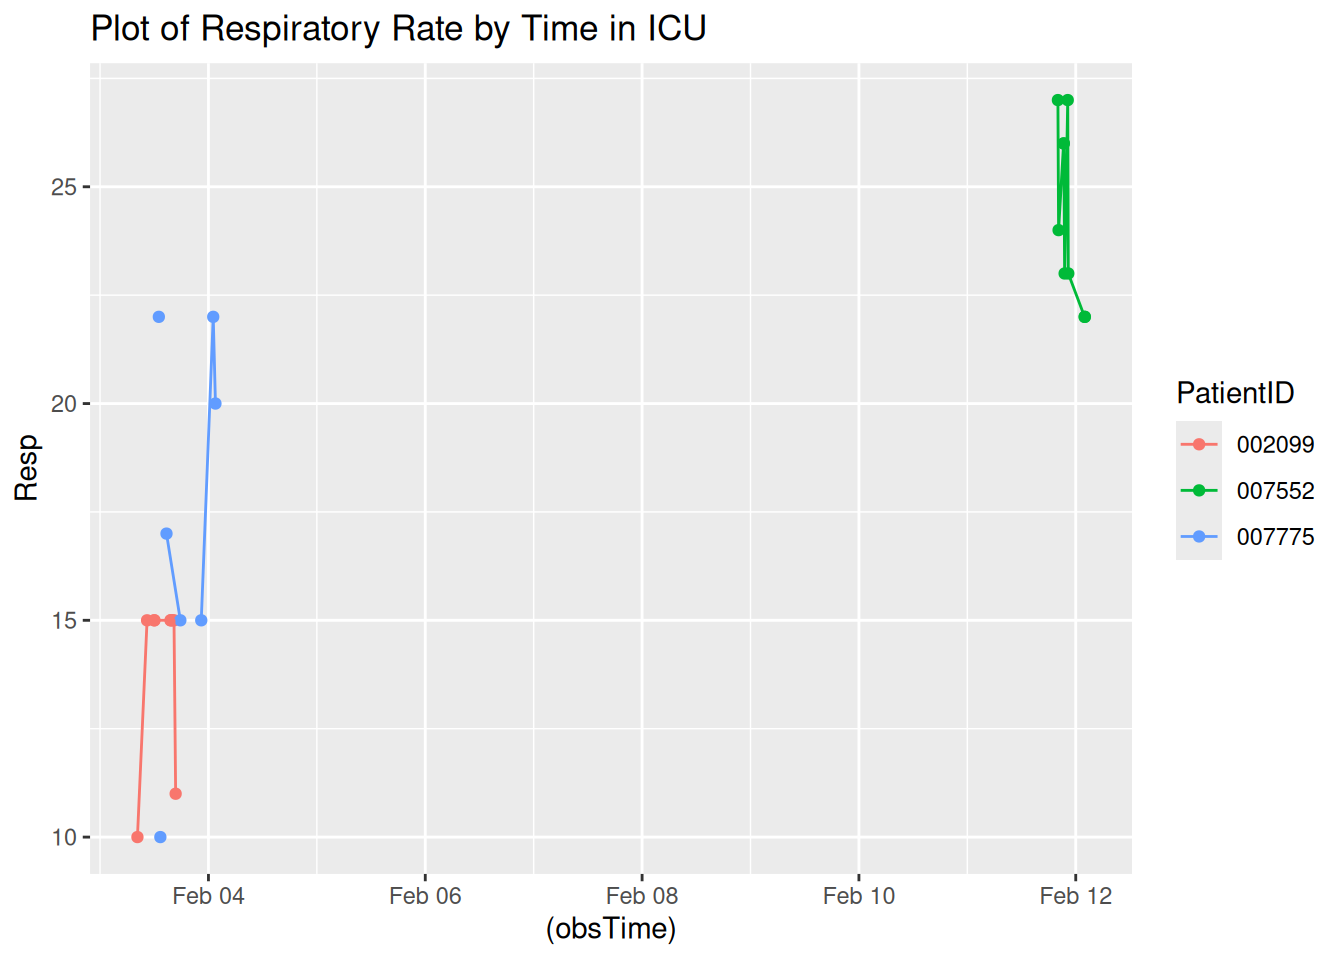 Plot of Respiratory Rate by Time in ICU
Resp
25
20
15
10
Feb 04 Feb 06 Feb 08 Feb 10 Feb 12
(obsTime)
PatientID
002099
007552
007775